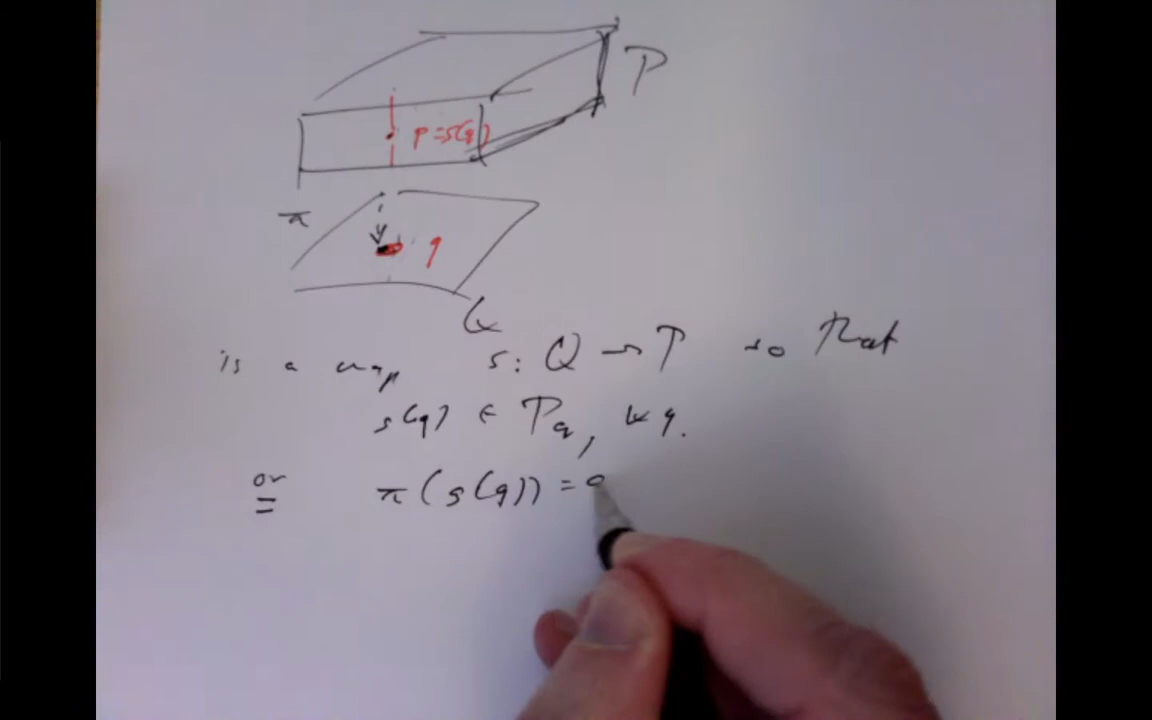 P
p = s(q)
π
q
Q
is a map s: Q → P so that
s(q) ∈ P_q, ∀ q.
or π(s(q)) =